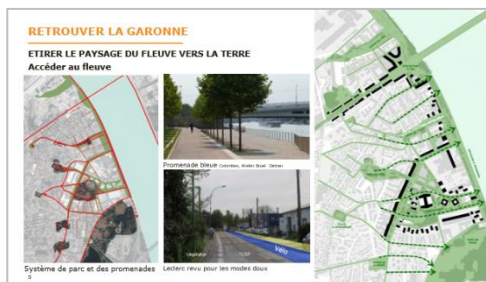 RETROUVER LA GARONNE
ETIRER LE PAYSAGE DU FLEUVE VERS LA TERRE
Accéder au fleuve
Promenade bleue
Vélo
Système de parc et des promenades
Leclerc revu pour les modes doux